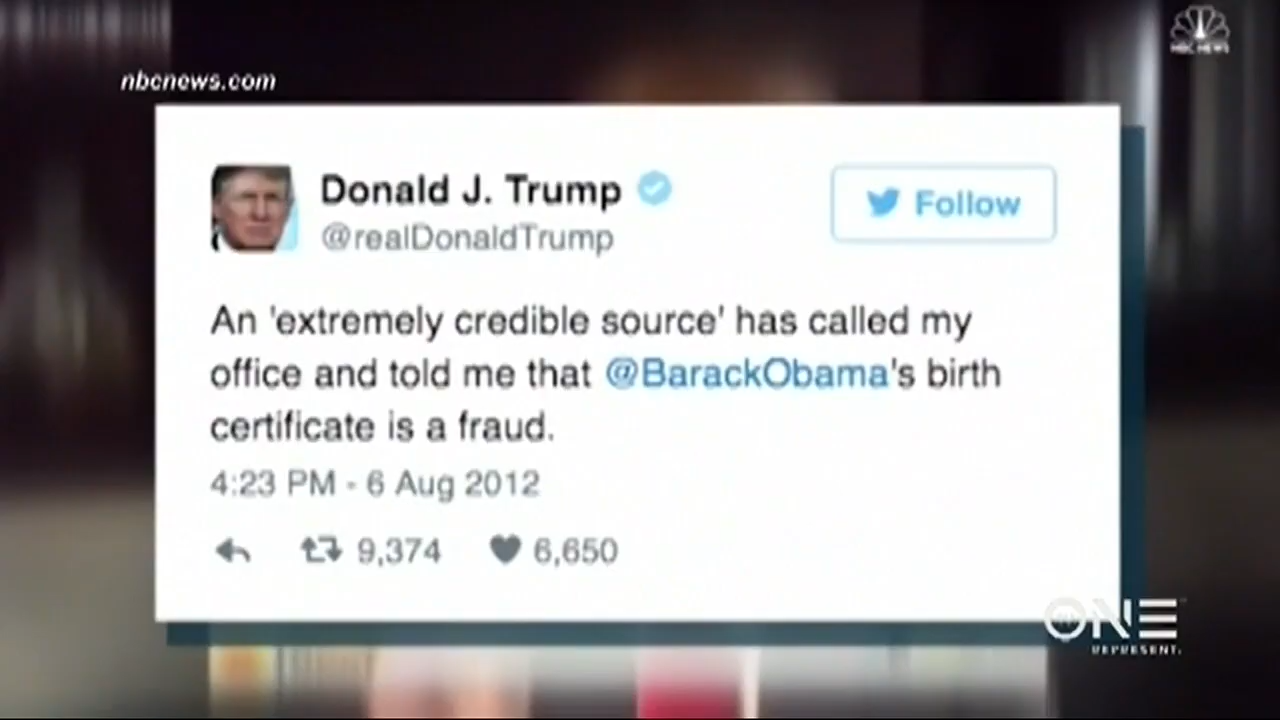 NBC NEWS
nbcnews.com
Donald J. Trump
@realDonaldTrump
Follow
An 'extremely credible source' has called my
office and told me that @BarackObama's birth
certificate is a fraud.
4:23 PM - 6 Aug 2012
9,374 6,650
ONE
REPRESENT.